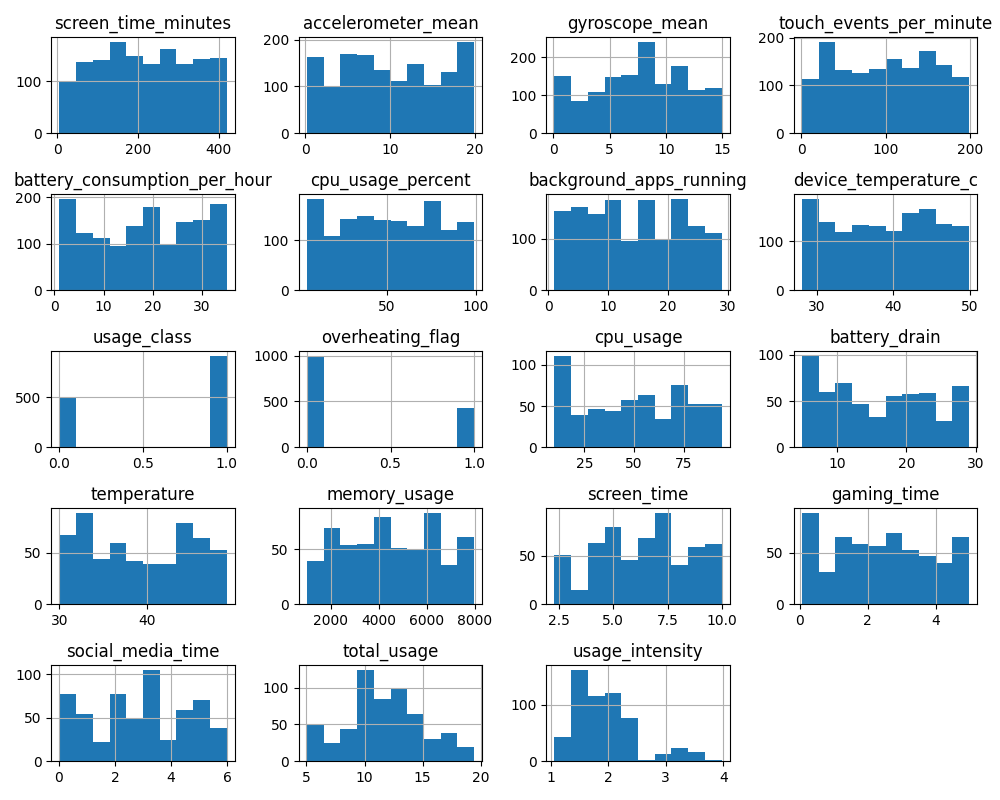 screen_time_minutes accelerometer_mean gyroscope_mean touch_events_per_minute
200 200
100 100 100 100
0 0 0 0
0 200 400 0 10 20 0 5 10 15 0 100 200
battery_consumption_per_hour cpu_usage_percent background_apps_running device_temperature_c
200
100 100 100 100
0 0 0 0
0 10 20 30 50 100 0 10 20 30 30 40 50
usage_class overheating_flag cpu_usage battery_drain
1000 100 100
500 500 50 50
0 0 0 0
0.0 0.5 1.0 0.0 0.5 1.0 25 50 75 10 20 30
temperature memory_usage screen_time gaming_time
50 50 50 50
0 0 0 0
30 40 2000 4000 6000 8000 2.5 5.0 7.5 10.0 0 2 4
social_media_time total_usage usage_intensity
100 100 100
50 50
0 0 0
0 2 4 6 5 10 15 20 1 2 3 4